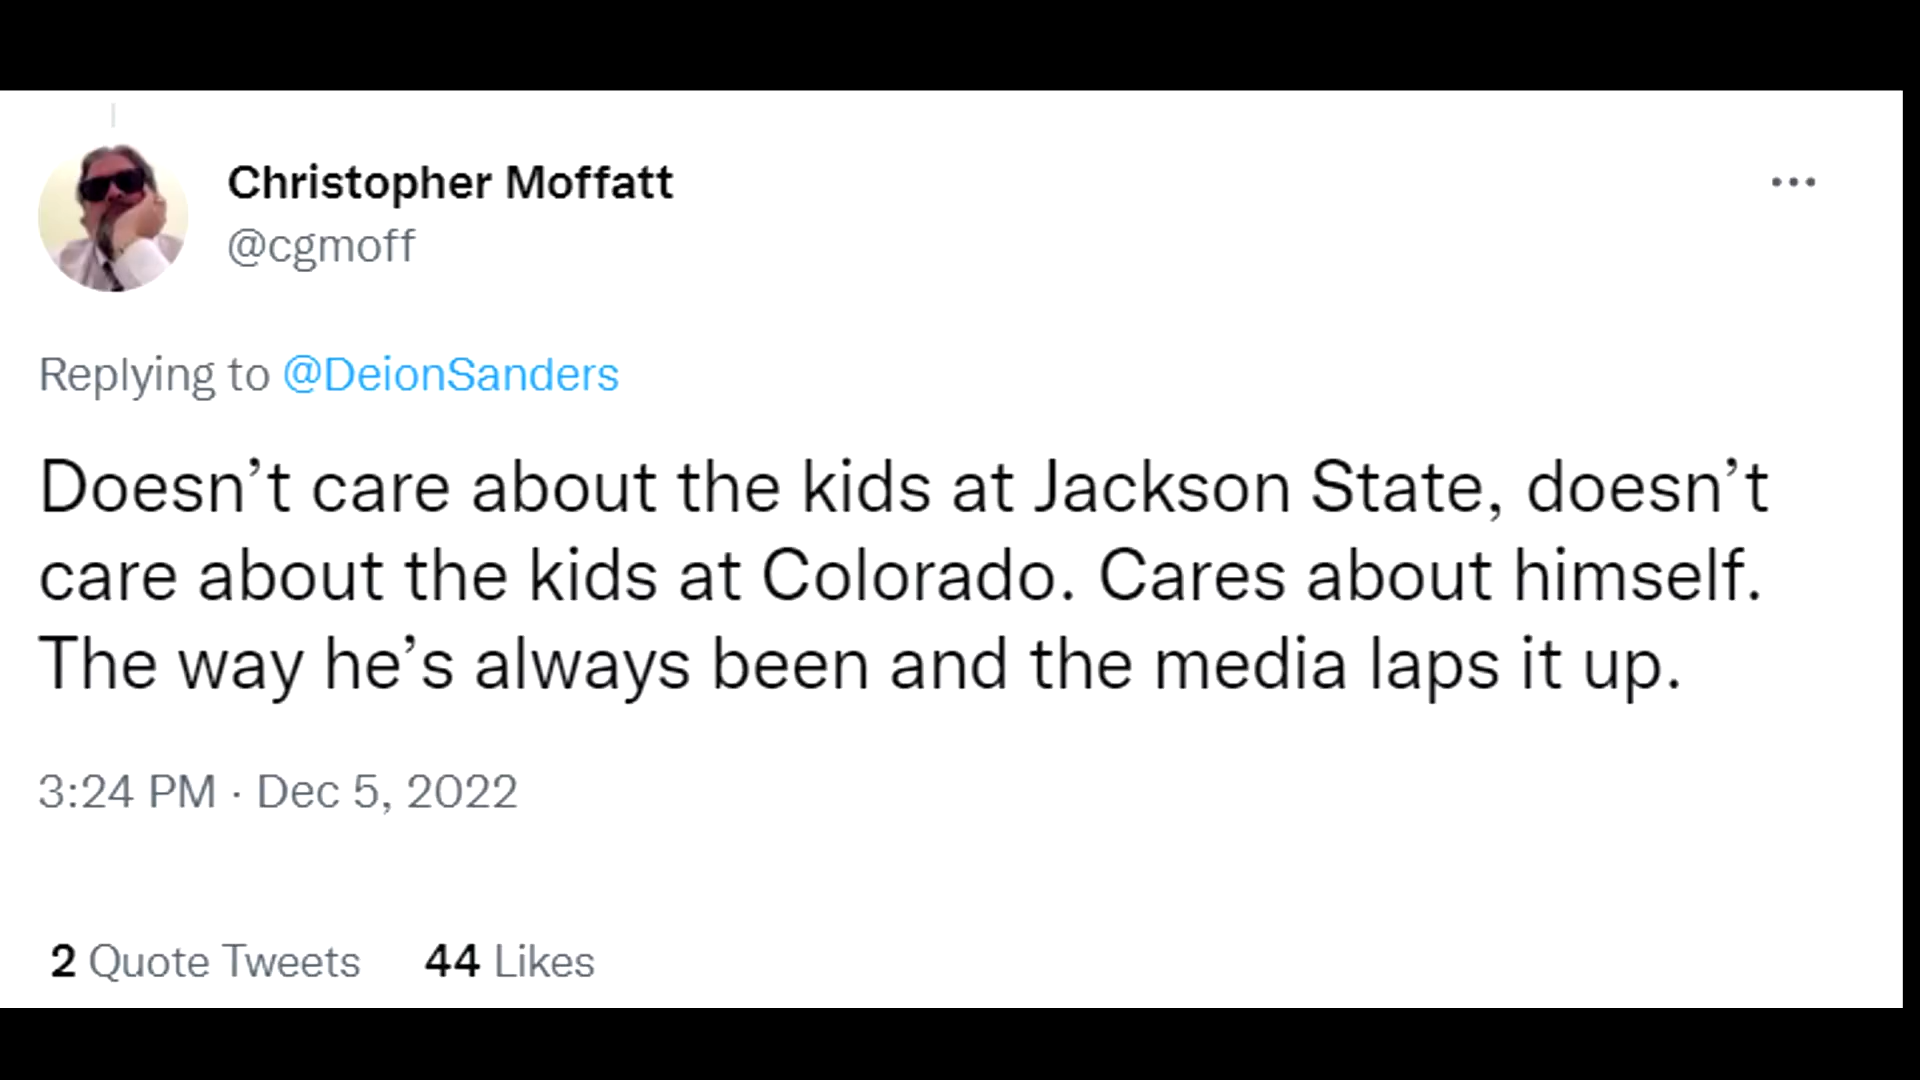 Christopher Moffatt
@cgmoff
Replying to @DeionSanders
Doesn’t care about the kids at Jackson State, doesn’t
care about the kids at Colorado. Cares about himself.
The way he’s always been and the media laps it up.
3:24 PM · Dec 5, 2022
2 Quote Tweets 44 Likes